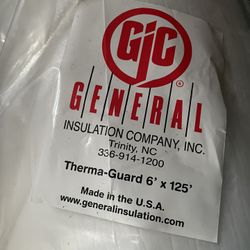 GIC
®
GENERAL
INSULATION COMPANY, INC.
Trinity, NC
336-914-1200
Therma-Guard 6' x 125'
Made in the U.S.A.
www.generalinsulation.com